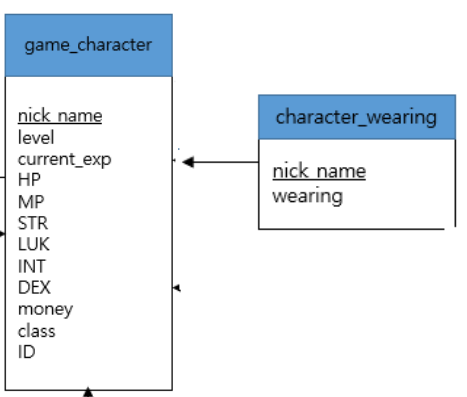 game_character
nick_name
level
current_exp
HP
MP
STR
LUK
INT
DEX
money
class
ID
character_wearing
nick_name
wearing